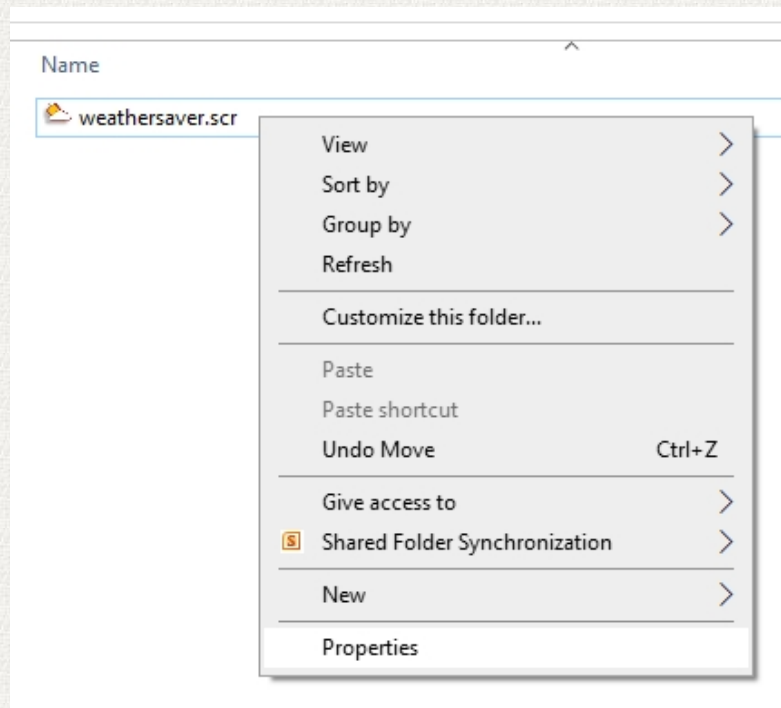 Name
weathersaver.scr
View
Sort by
Group by
Refresh
Customize this folder...
Paste
Paste shortcut
Undo Move Ctrl+Z
Give access to
S Shared Folder Synchronization
New
Properties